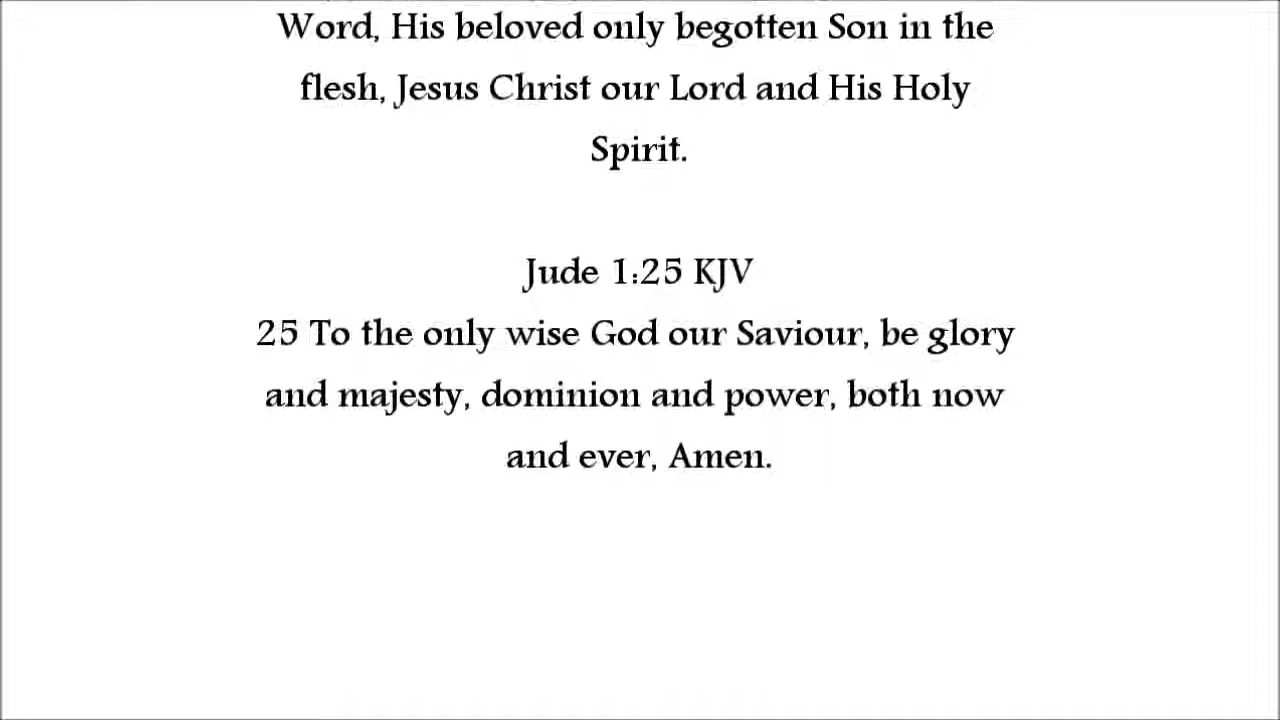 Word, His beloved only begotten Son in the
flesh, Jesus Christ our Lord and His Holy
Spirit.
Jude 1:25 KJV
25 To the only wise God our Saviour, be glory
and majesty, dominion and power, both now
and ever, Amen.